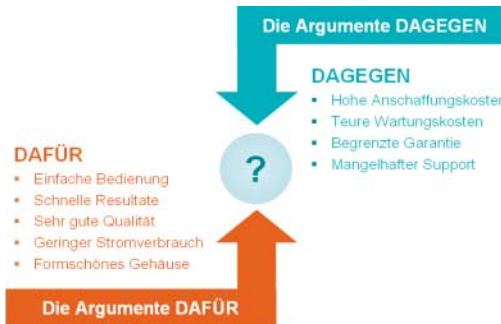 Die Argumente DAGEGEN
DAGEGEN
▪ Hohe Anschaffungskosten
▪ Teure Wartungskosten
▪ Begrenzte Garantie
▪ Mangelhafter Support
?
DAFÜR
▪ Einfache Bedienung
▪ Schnelle Resultate
▪ Sehr gute Qualität
▪ Geringer Stromverbrauch
▪ Formschönes Gehäuse
Die Argumente DAFÜR